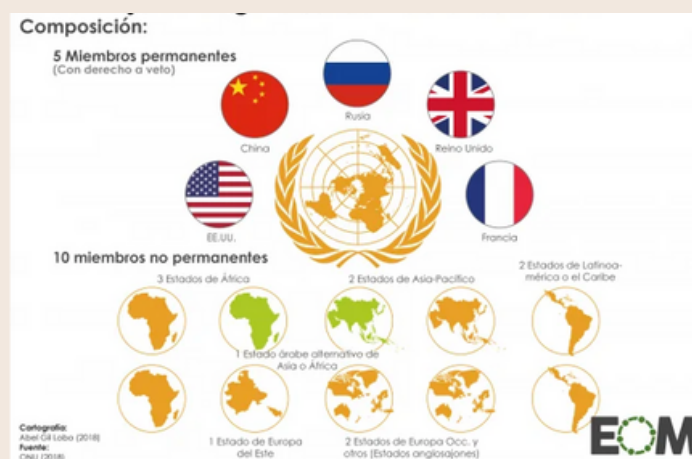 Composición:
5 Miembros permanentes
(Con derecho a veto)
Rusia
China
Reino Unido
EE.UU.
Francia
10 miembros no permanentes
3 Estados de África
2 Estados de Asia-Pacífico
2 Estados de Latinoa-
mérica o el Caribe
1 Estado árabe alternativo de
Asia o África
1 Estado de Europa
del Este
2 Estados de Europa Occ. y
otros (Estados anglosajones)
Cartografía:
Abel Gil Lobo (2018)
Fuente:
ONU (2018)
EOM